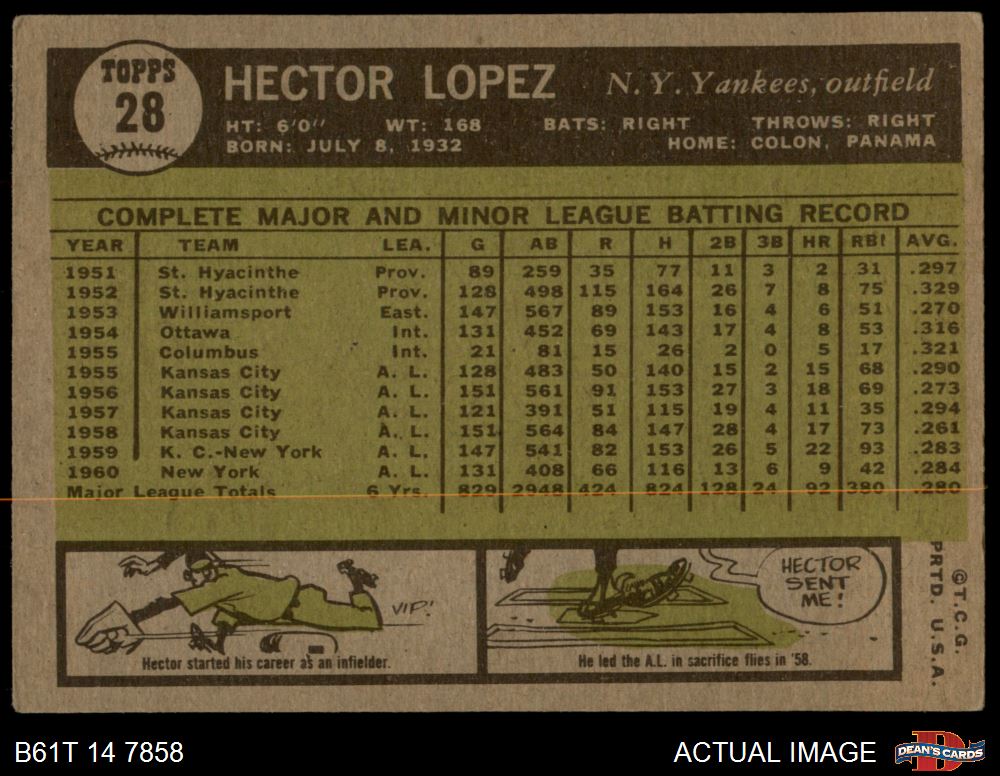 TOPPS
28
HECTOR LOPEZ N. Y. Yankees, outfield
HT: 6'0" WT: 168 BATS: RIGHT THROWS: RIGHT
BORN: JULY 8, 1932 HOME: COLON, PANAMA
COMPLETE MAJOR AND MINOR LEAGUE BATTING RECORD
YEAR TEAM LEA. G AB R H 2B 3B HR RBI AVG.
1951 St. Hyacinthe Prov. 89 259 35 77 11 3 2 31 .297
1952 St. Hyacinthe Prov. 128 498 115 164 26 7 8 75 .329
1953 Williamsport East. 147 567 89 153 16 4 6 51 .270
1954 Ottawa Int. 131 452 69 143 17 4 8 53 .316
1955 Columbus Int. 21 81 15 26 2 0 5 17 .321
1955 Kansas City A. L. 128 483 50 140 15 2 15 68 .290
1956 Kansas City A. L. 151 561 91 153 27 3 18 69 .273
1957 Kansas City A. L. 121 391 51 115 19 4 11 35 .294
1958 Kansas City A. L. 151 564 84 147 28 4 17 73 .261
1959 K. C.-New York A. L. 147 541 82 153 26 5 22 93 .283
1960 New York A. L. 131 408 66 116 13 6 9 42 .284
Major League Totals 6 Yrs. 829 2948 424 824 128 24 92 380 .280
VIP!
Hector started his career as an infielder.
HECTOR
SENT
ME!
He led the A.L. in sacrifice flies in '58.
©T.C.G.
PRTD. U.S.A.
B61T 14 7858
ACTUAL IMAGE
DEAN'S CARDS